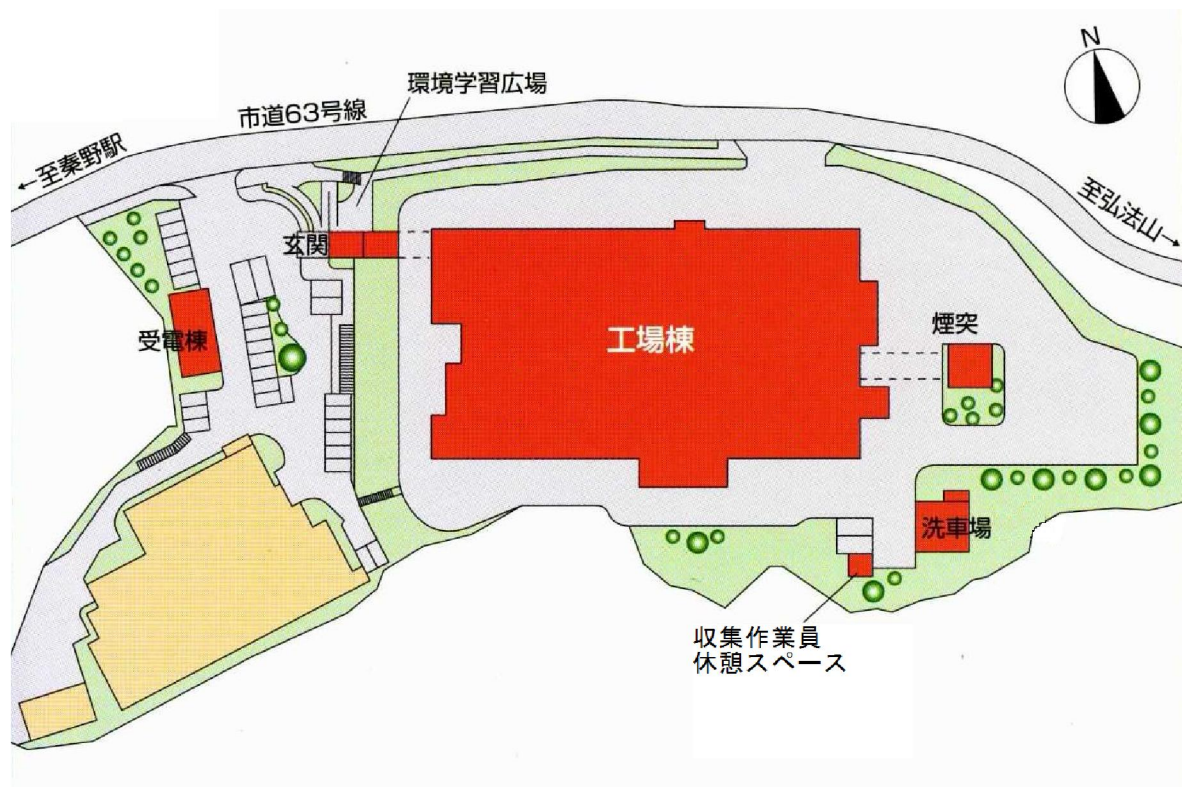 N
環境学習広場
市道63号線
←至秦野駅
至弘法山→
玄関
受電棟
工場棟
煙突
洗車場
収集作業員
休憩スペース